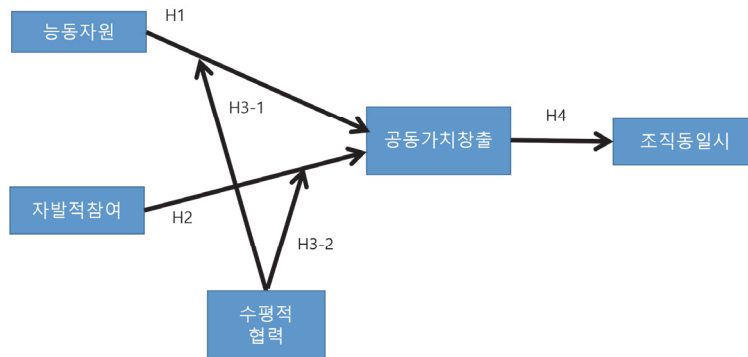 H1
능동자원
H3-1
공동가치창출
H4
조직동일시
자발적참여
H2
H3-2
수평적
협력